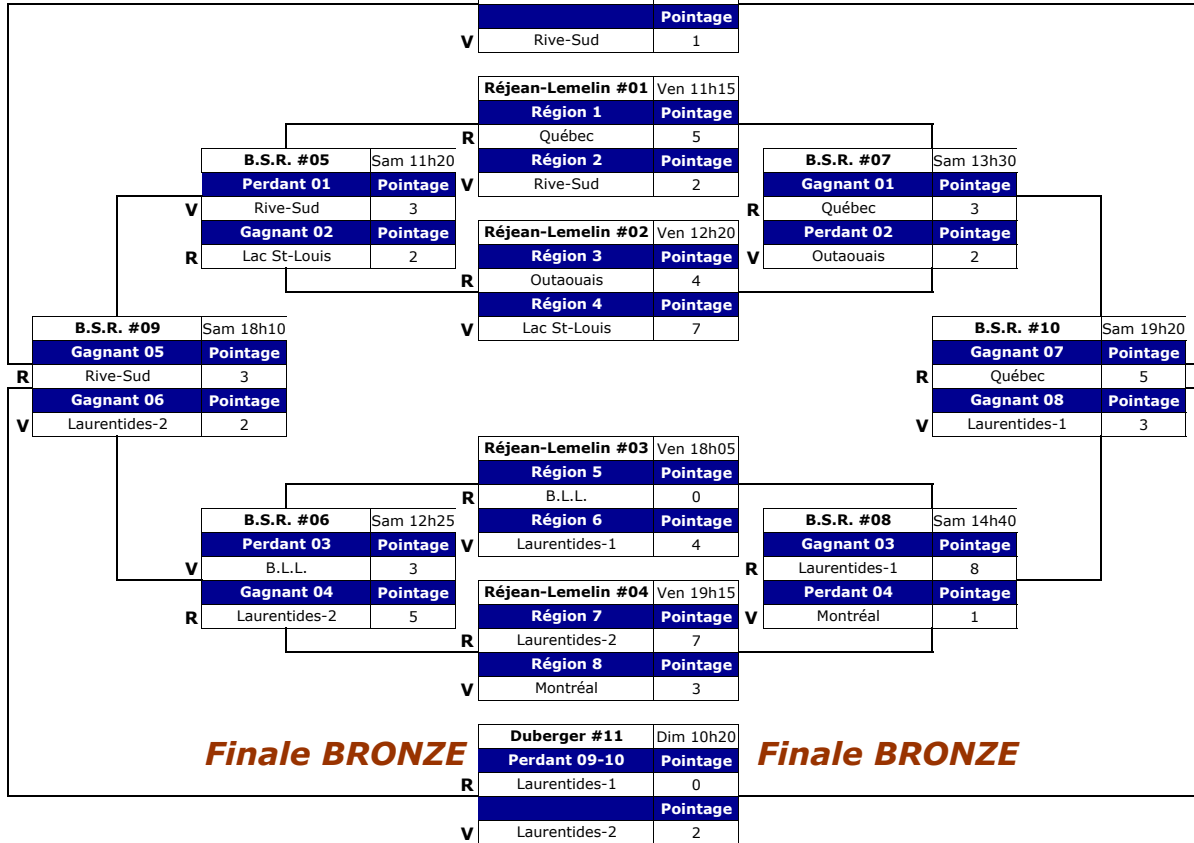 Pointage
V Rive-Sud 1
Réjean-Lemelin #01 Ven 11h15
Région 1 Pointage
R Québec 5
Région 2 Pointage
V Rive-Sud 2
B.S.R. #05 Sam 11h20
Perdant 01 Pointage
V Rive-Sud 3
Gagnant 02 Pointage
R Lac St-Louis 2
B.S.R. #07 Sam 13h30
Gagnant 01 Pointage
R Québec 3
Perdant 02 Pointage
V Outaouais 2
Réjean-Lemelin #02 Ven 12h20
Région 3 Pointage
R Outaouais 4
Région 4 Pointage
V Lac St-Louis 7
B.S.R. #09 Sam 18h10
Gagnant 05 Pointage
R Rive-Sud 3
Gagnant 06 Pointage
V Laurentides-2 2
B.S.R. #10 Sam 19h20
Gagnant 07 Pointage
R Québec 5
Gagnant 08 Pointage
V Laurentides-1 3
Réjean-Lemelin #03 Ven 18h05
Région 5 Pointage
R B.L.L. 0
Région 6 Pointage
V Laurentides-1 4
B.S.R. #06 Sam 12h25
Perdant 03 Pointage
V B.L.L. 3
Gagnant 04 Pointage
R Laurentides-2 5
B.S.R. #08 Sam 14h40
Gagnant 03 Pointage
R Laurentides-1 8
Perdant 04 Pointage
V Montréal 1
Réjean-Lemelin #04 Ven 19h15
Région 7 Pointage
R Laurentides-2 7
Région 8 Pointage
V Montréal 3
Finale BRONZE
Duberger #11 Dim 10h20
Perdant 09-10 Pointage
R Laurentides-1 0
Pointage
V Laurentides-2 2
Finale BRONZE